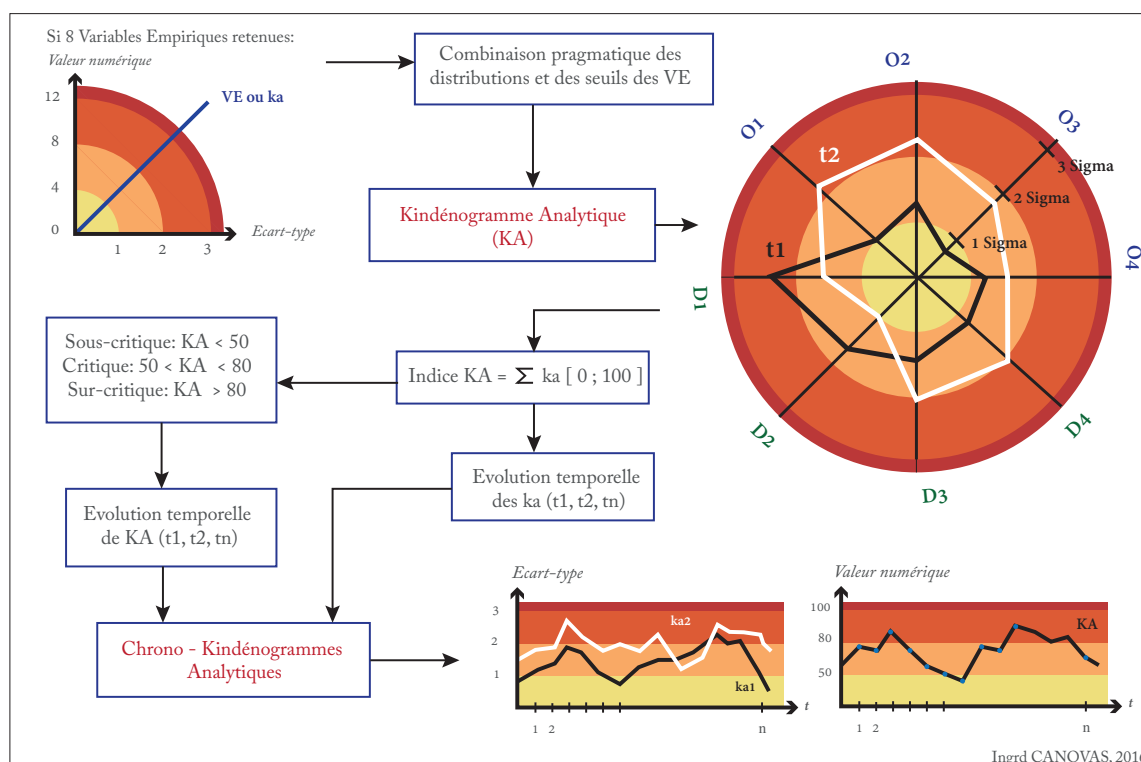 Si 8 Variables Empiriques retenues:
Valeur numérique
12
8
4
0
1
2
3
Ecart-type
VE ou ka
Combinaison pragmatique des
distributions et des seuils des VE
Kindénogramme Analytique
(KA)
O1
O2
O3
O4
D1
D2
D3
D4
t2
t1
3 Sigma
2 Sigma
1 Sigma
Sous-critique: KA < 50
Critique: 50 < KA < 80
Sur-critique: KA > 80
Indice KA = Σ ka [ 0 ; 100 ]
Evolution temporelle
des ka (t1, t2, tn)
Evolution temporelle
de KA (t1, t2, tn)
Chrono - Kindénogrammes
Analytiques
Ecart-type
3
2
1
ka2
ka1
1 2 n
t
Valeur numérique
100
80
50
KA
1 2 n
t
Ingrd CANOVAS, 2016